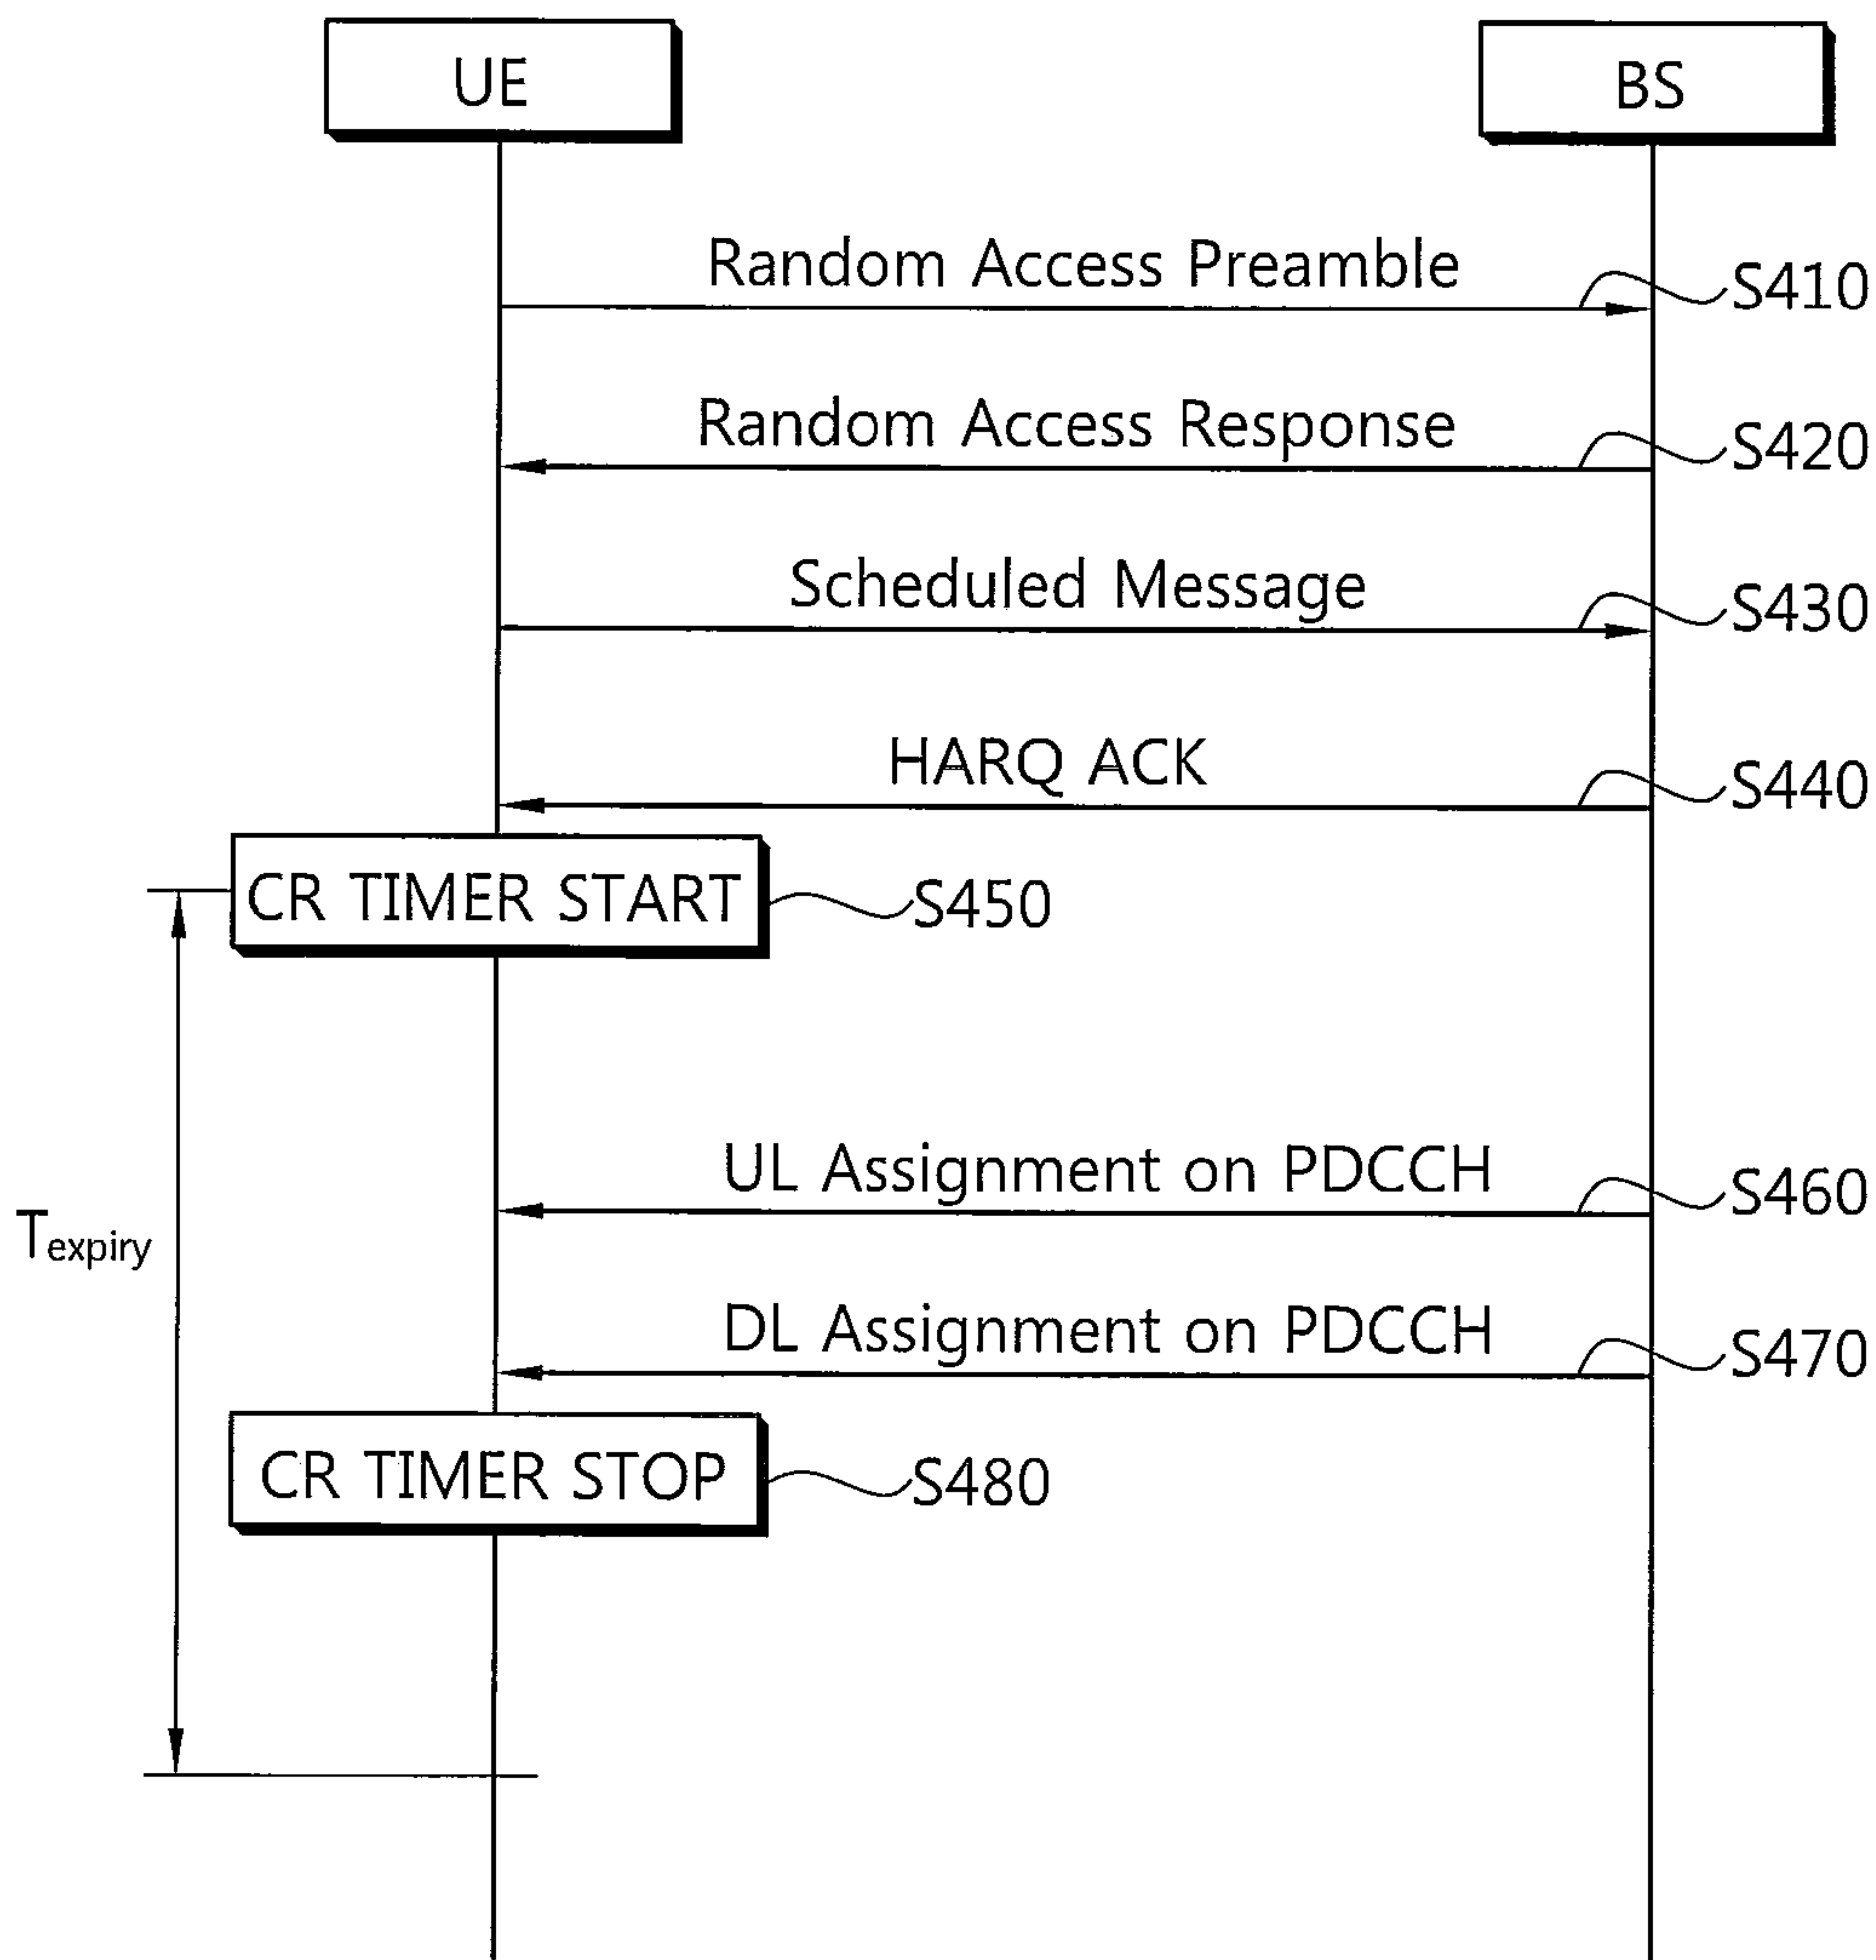 UE
BS
Random Access Preamble
S410
Random Access Response
S420
Scheduled Message
S430
HARQ ACK
S440
CR TIMER START
S450
UL Assignment on PDCCH
S460
Texpiry
DL Assignment on PDCCH
S470
CR TIMER STOP
S480